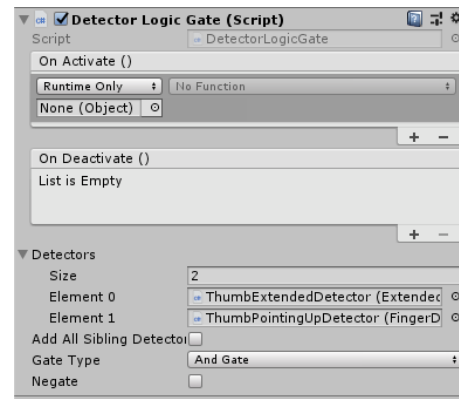 Detector Logic Gate (Script)
Script DetectorLogicGate
On Activate ()
Runtime Only No Function
None (Object)
+ −
On Deactivate ()
List is Empty
+ −
Detectors
Size 2
Element 0 ThumbExtendedDetector (Extended
Element 1 ThumbPointingUpDetector (FingerD
Add All Sibling Detector
Gate Type And Gate
Negate